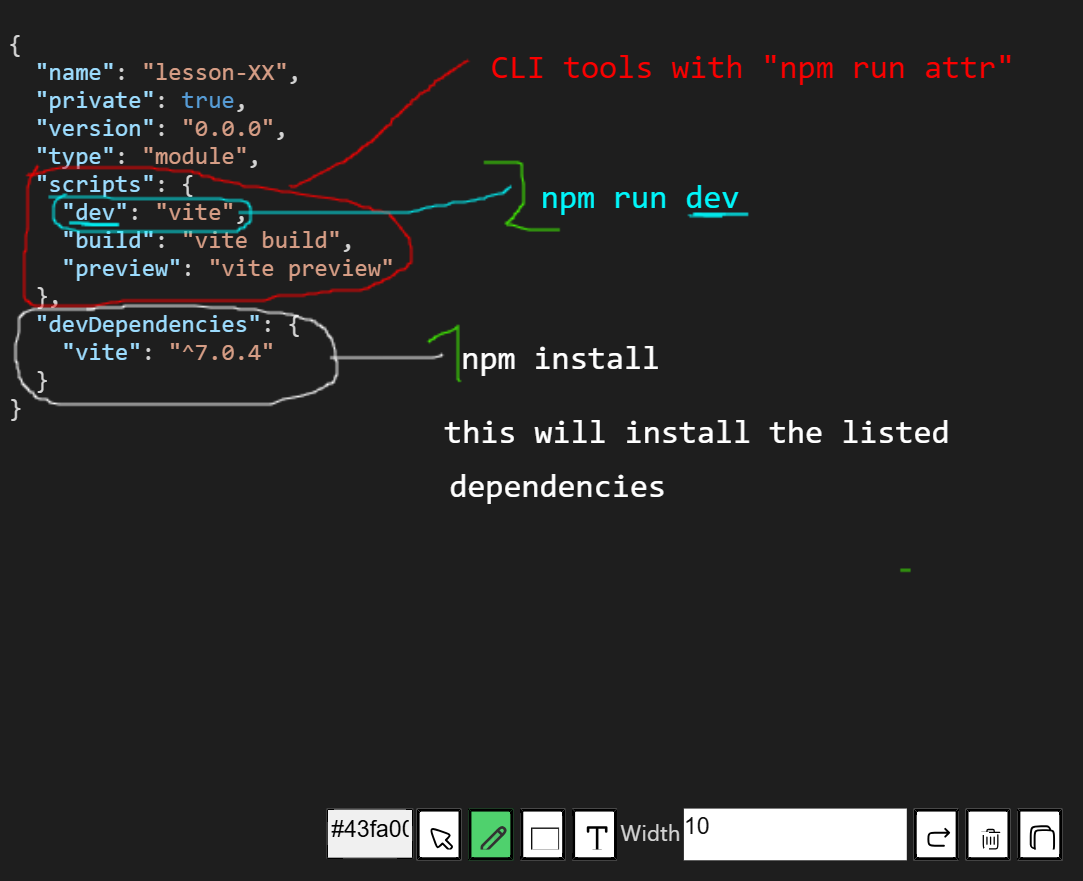 {
"name": "lesson-XX",
CLI tools with "npm run attr"
"private": true,
"version": "0.0.0",
"type": "module",
"scripts": {
"dev": "vite",
npm run dev
"build": "vite build",
"preview": "vite preview"
},
"devDependencies": {
"vite": "^7.0.4"
npm install
}
}
this will install the listed
dependencies
#43fa00
T
Width
10